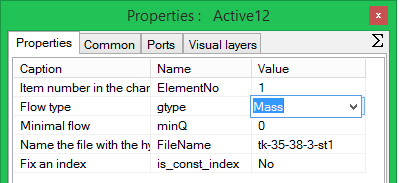 Properties :   Active12
x
Properties Common Ports Visual layers Σ
Caption Name Value
Item number in the char ElementNo 1
Flow type gtype Mass
Minimal flow minQ 0
Name the file with the hy FileName tk-35-38-3-st1
Fix an index is_const_index No